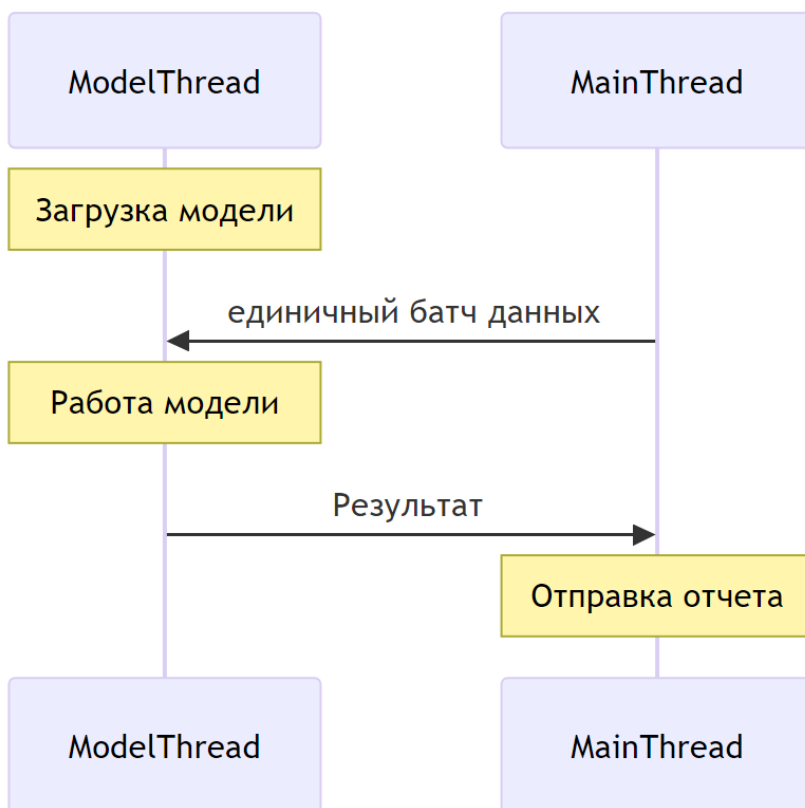 ModelThread
MainThread
Загрузка модели
единичный батч данных
Работа модели
Результат
Отправка отчета
ModelThread
MainThread